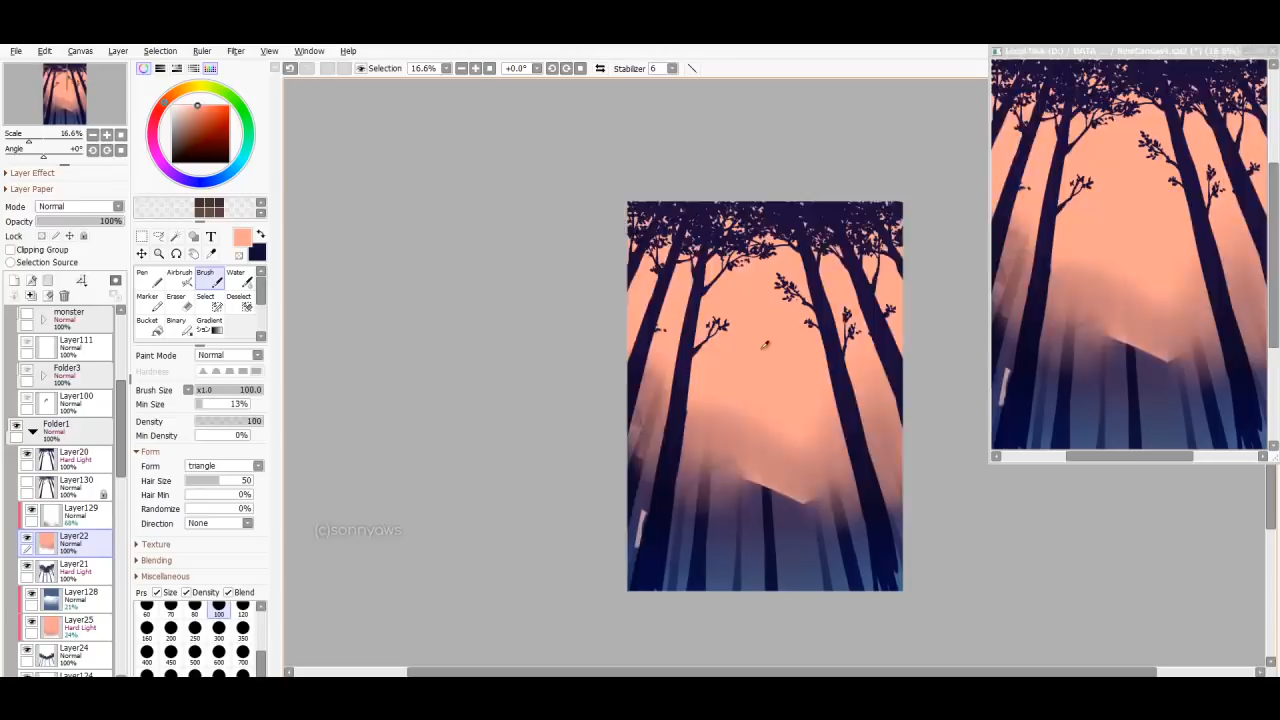 File Edit Canvas Layer Selection Ruler Filter View Window Help
Selection 16.6% +0.0° Stabilizer 6
Scale 16.6%
Angle +0°
Layer Effect
Layer Paper
Mode Normal
Opacity 100%
Lock
Clipping Group
Selection Source
monster
Normal
100%
Layer111
100%
Folder3
Normal
100%
Layer100
100%
Folder1
Normal
100%
Layer20
Hard Light
100%
Layer130
100%
Layer129
Normal
68%
Layer22
Normal
100%
Layer21
Hard Light
100%
Layer128
Normal
21%
Layer25
Hard Light
24%
Layer24
100%
T
Pen Airbrush Brush Water
Marker Eraser Select Deselect
Bucket Binary Gradient
Paint Mode Normal
Hardness
Brush Size x1.0 100.0
Min Size 13%
Density 100
Min Density 0%
Form
Form triangle
Hair Size 50
Hair Min 0%
Randomize 0%
Direction None
Texture
Blending
Miscellaneous
Prs Size Density Blend
60 70 80 100 120
160 200 250 300 350
400 450 500 600 700
(c)sonnyaws